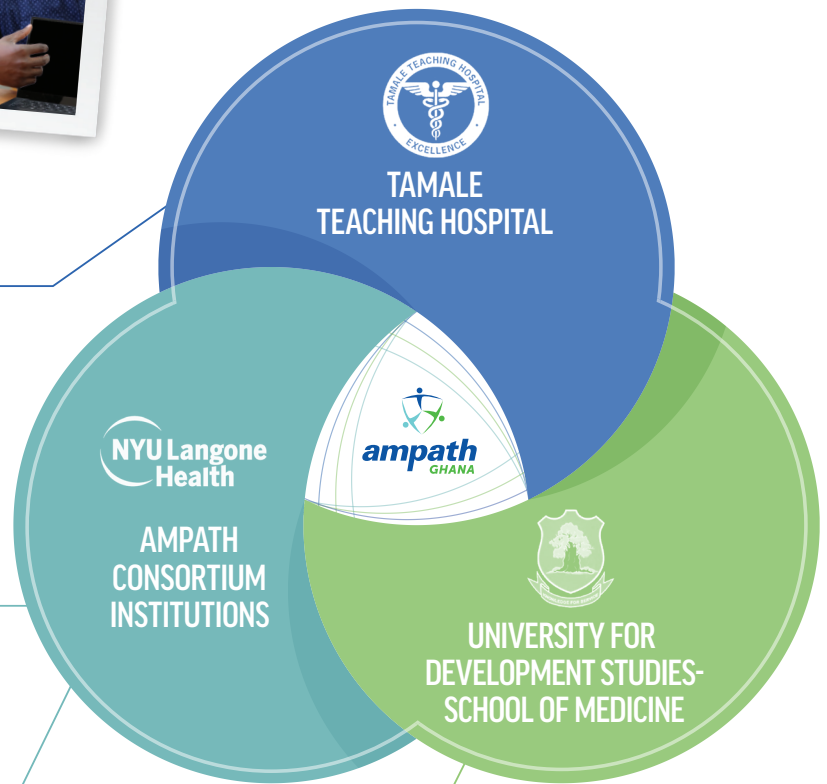 TAMALE TEACHING HOSPITAL
EXCELLENCE
TAMALE
TEACHING HOSPITAL
NYU Langone
Health
AMPATH
CONSORTIUM
INSTITUTIONS
ampath
GHANA
UNIVERSITY FOR
DEVELOPMENT STUDIES-
SCHOOL OF MEDICINE